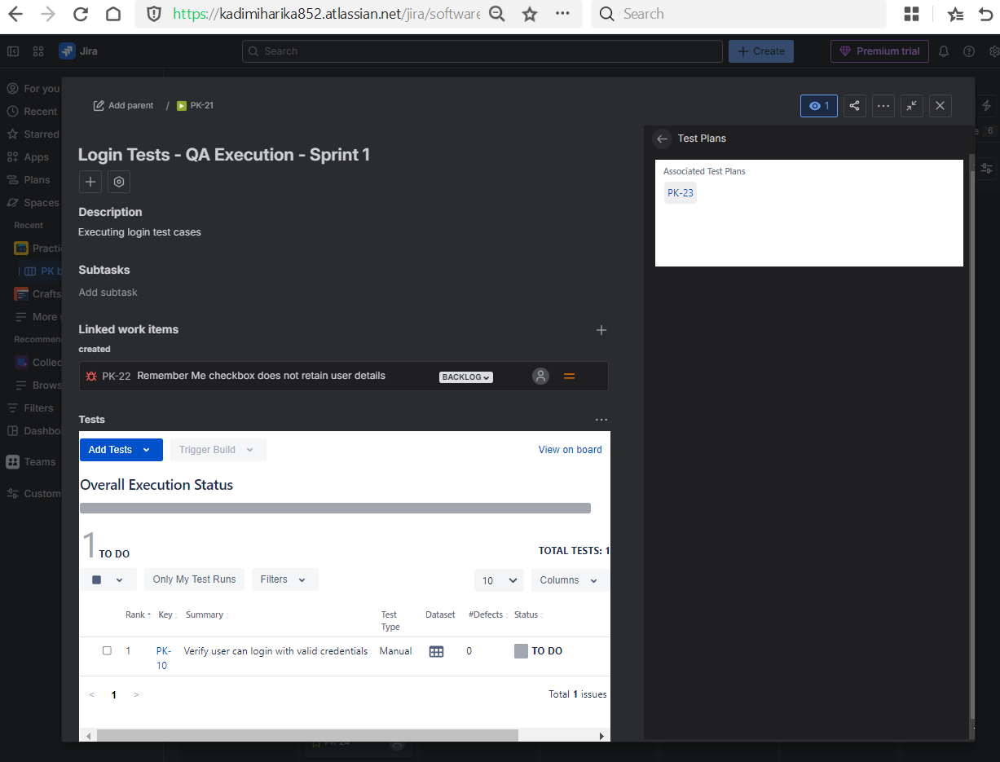 https://kadimiharika852.atlassian.net/jira/software
Search
Jira
Search
Create
Premium trial
For you
Recent
Starred
Apps
Plans
Spaces
Recent
Practi
PK b
Crafts
More s
Recommen
Collec
Brows
Filters
Dashbo
Teams
Custom
Add parent / PK-21
1
Login Tests - QA Execution - Sprint 1
Description
Executing login test cases
Subtasks
Add subtask
Linked work items
created
PK-22 Remember Me checkbox does not retain user details BACKLOG
Tests
Add Tests Trigger Build View on board
Overall Execution Status
1 TO DO TOTAL TESTS: 1
Only My Test Runs Filters 10 Columns
Rank Key Summary Test Type Dataset #Defects Status
1 PK-10 Verify user can login with valid credentials Manual 0 TO DO
< 1 > Total 1 issues
Test Plans
Associated Test Plans
PK-23
e 6
PK-24